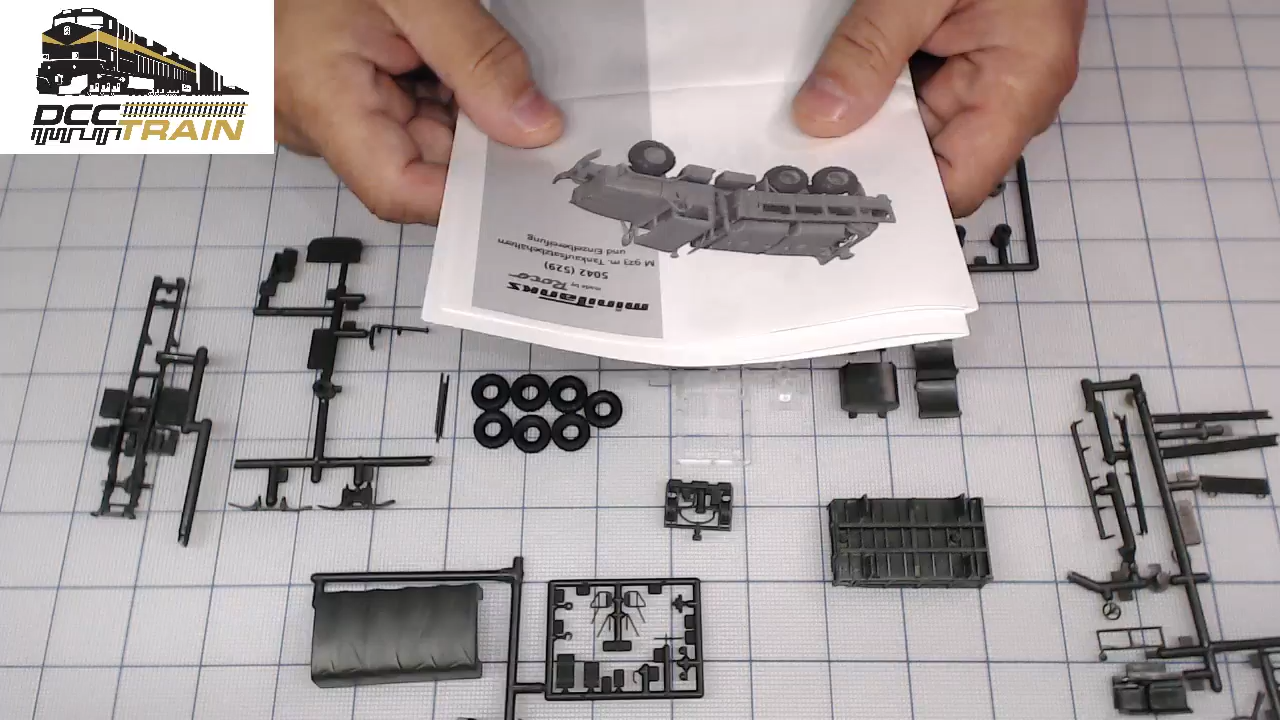 DCC
TRAIN
miniTanks
made by Roco
5042 (529)
M 923 m. Tankaufsatzbehältern
und Einzelbereifung